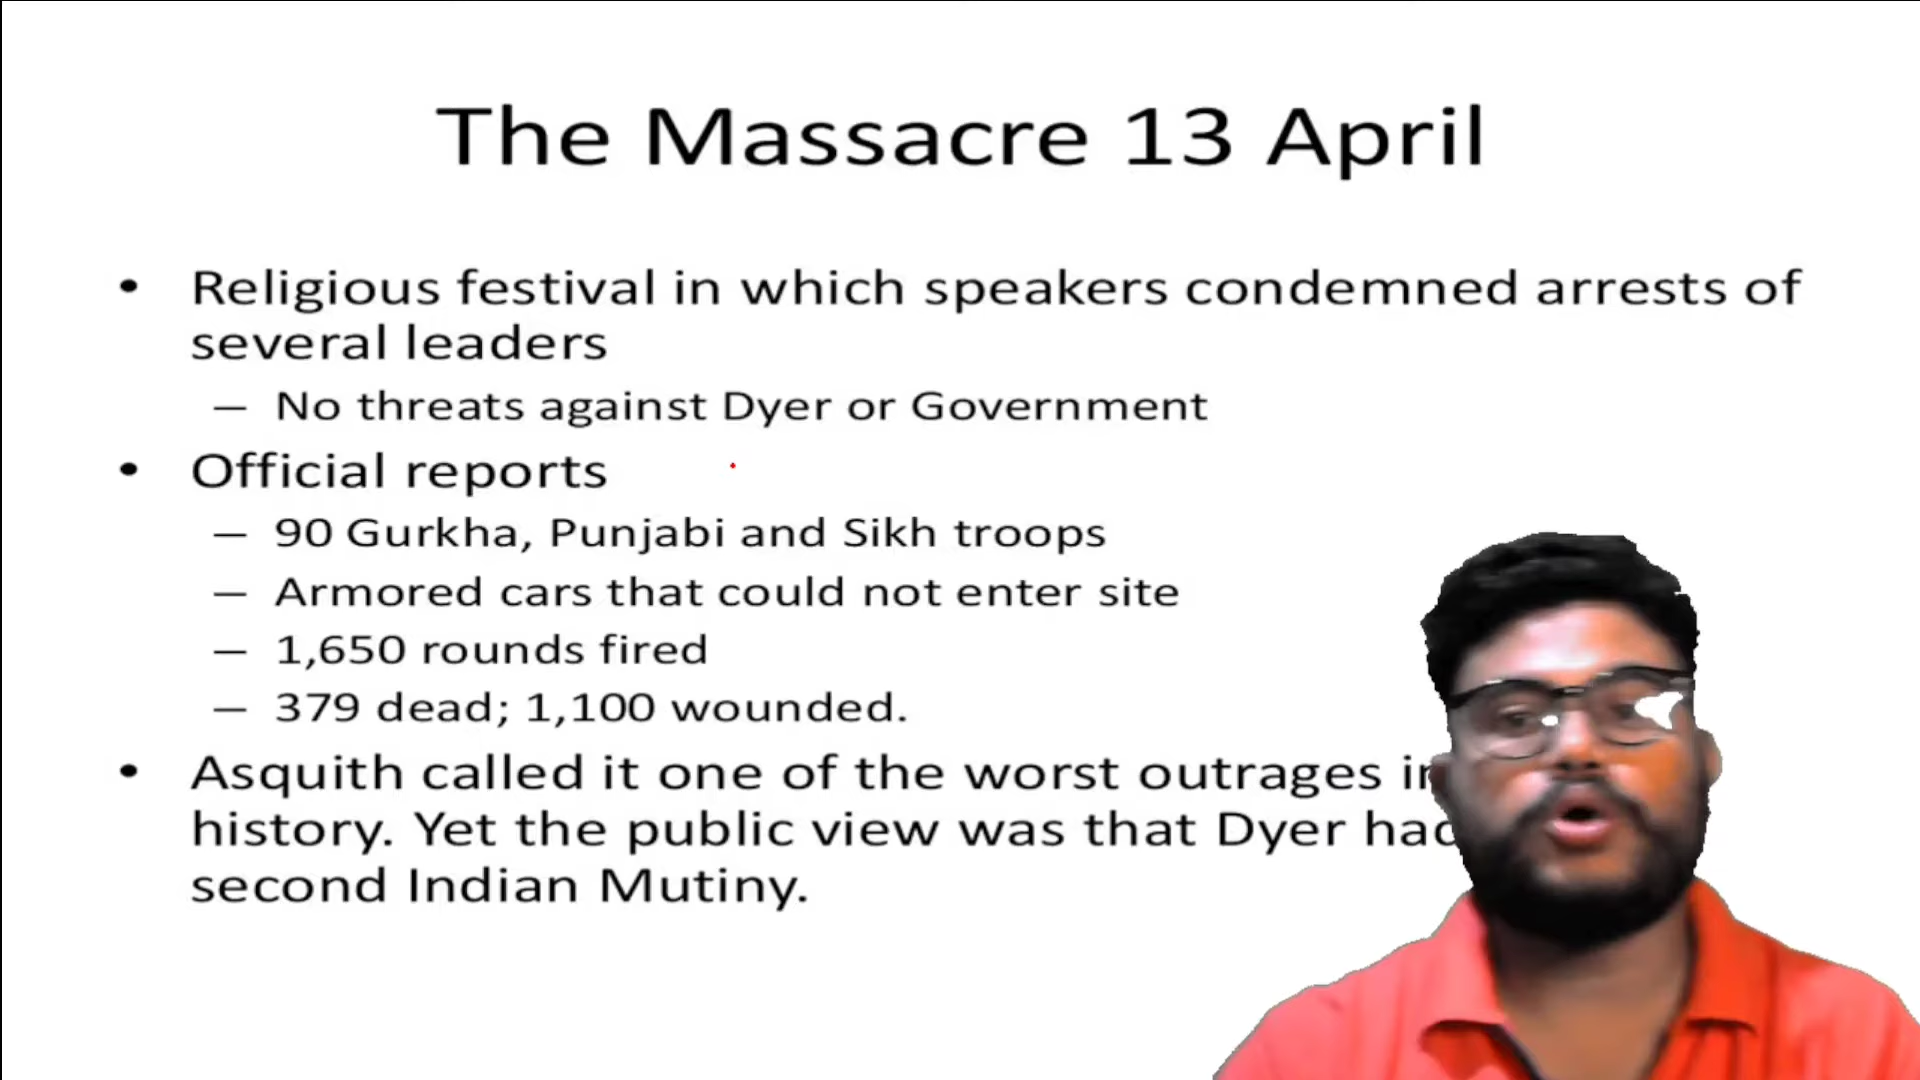 The Massacre 13 April
• Religious festival in which speakers condemned arrests of
several leaders
— No threats against Dyer or Government
• Official reports
— 90 Gurkha, Punjabi and Sikh troops
— Armored cars that could not enter site
— 1,650 rounds fired
— 379 dead; 1,100 wounded.
• Asquith called it one of the worst outrages
history. Yet the public view was that Dyer had
second Indian Mutiny.